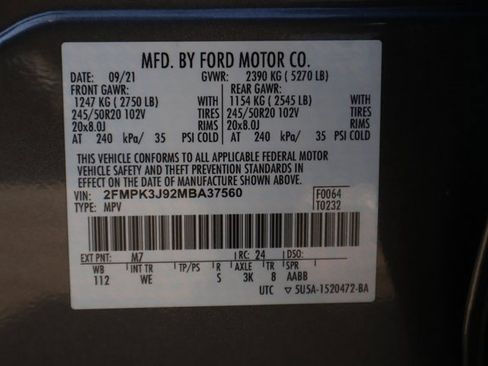 MFD. BY FORD MOTOR CO.
DATE: 09/21 GVWR: 2390 KG ( 5270 LB)
FRONT GAWR: REAR GAWR:
1247 KG ( 2750 LB) WITH 1154 KG ( 2545 LB) WITH
245/50R20 102V TIRES 245/50R20 102V TIRES
20x8.0J RIMS 20x8.0J RIMS
AT 240 kPa/ 35 PSI COLD AT 240 kPa/ 35 PSI COLD
THIS VEHICLE CONFORMS TO ALL APPLICABLE FEDERAL MOTOR
VEHICLE SAFETY AND THEFT PREVENTION STANDARDS IN
EFFECT ON THE DATE OF MANUFACTURE SHOWN ABOVE.
VIN: 2FMPK3J92MBA37560 F0064
TYPE: MPV T0232
EXT PNT: M7 RC: 24 DSO:
WB INT TR TP/PS R AXLE TR SPR
112 WE S 3K 8 AABB
UTC ▽ 5U5A-1520472-BA